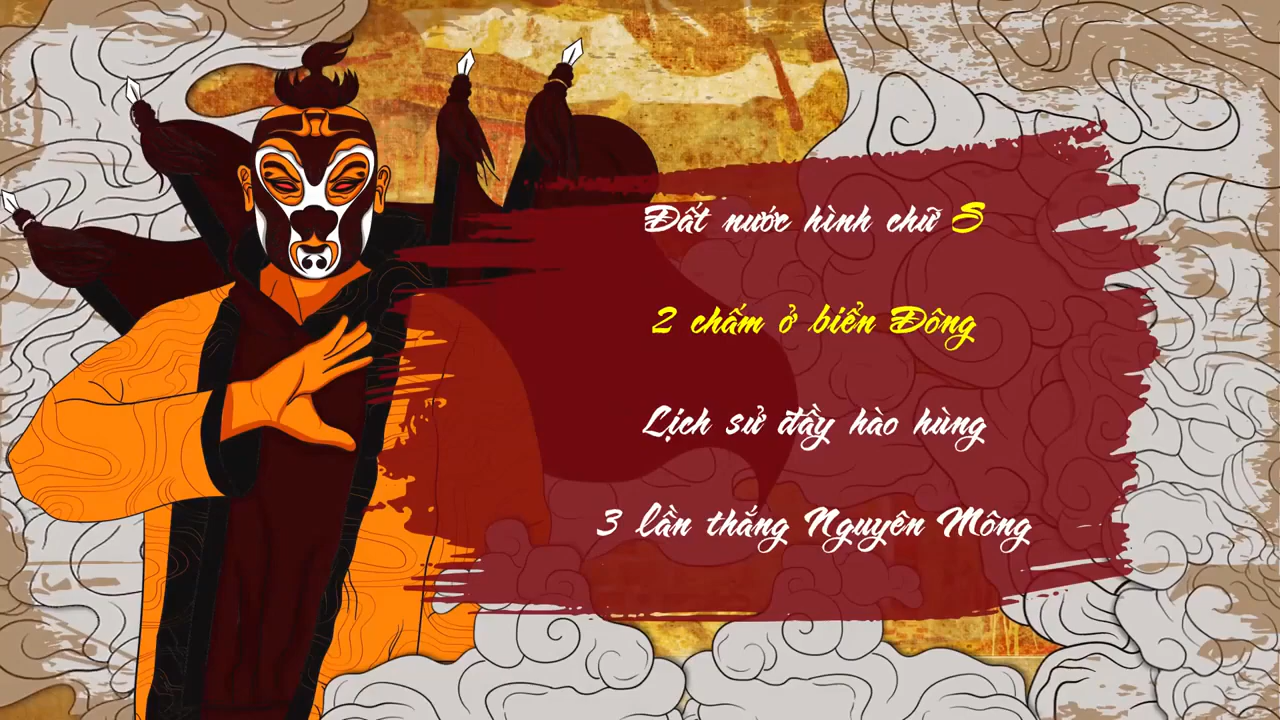 Đất nước hình chữ S
2 chấm ở biển Đông
Lịch sử đầy hào hùng
3 lần thắng Nguyên Mông